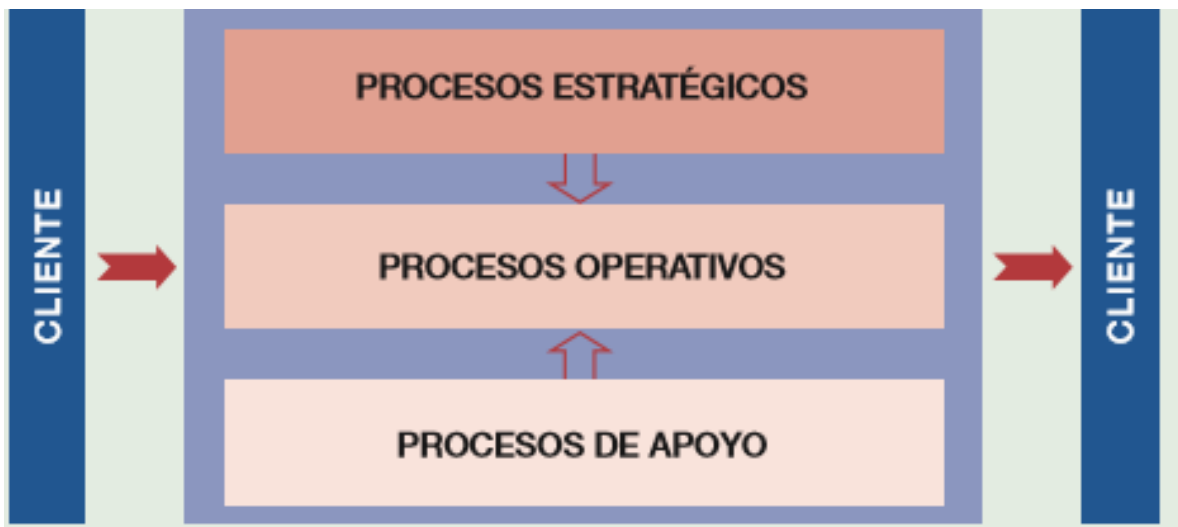 CLIENTE
PROCESOS ESTRATÉGICOS
PROCESOS OPERATIVOS
PROCESOS DE APOYO
CLIENTE